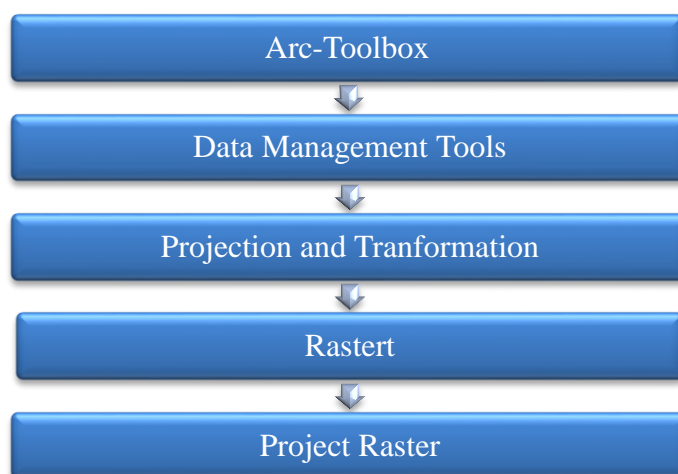 Arc-Toolbox
Data Management Tools
Projection and Tranformation
Rastert
Project Raster